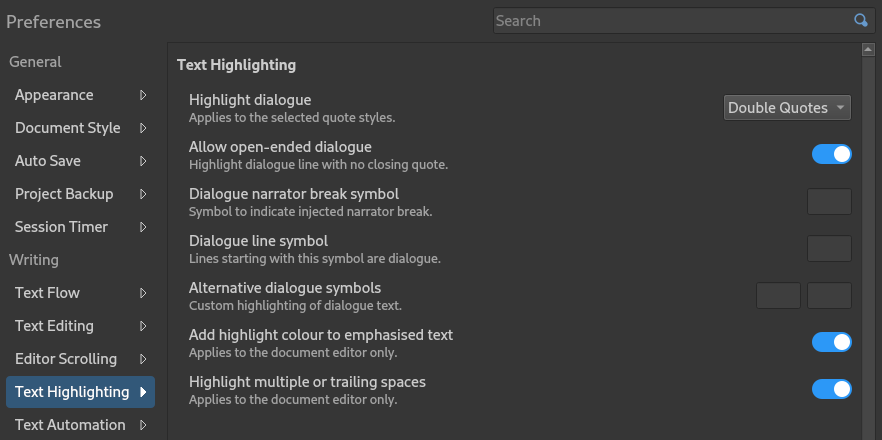 Preferences
Search
General
Appearance
Document Style
Auto Save
Project Backup
Session Timer
Writing
Text Flow
Text Editing
Editor Scrolling
Text Highlighting
Text Automation
Text Highlighting
Highlight dialogue
Applies to the selected quote styles.
Double Quotes
Allow open-ended dialogue
Highlight dialogue line with no closing quote.
Dialogue narrator break symbol
Symbol to indicate injected narrator break.
Dialogue line symbol
Lines starting with this symbol are dialogue.
Alternative dialogue symbols
Custom highlighting of dialogue text.
Add highlight colour to emphasised text
Applies to the document editor only.
Highlight multiple or trailing spaces
Applies to the document editor only.